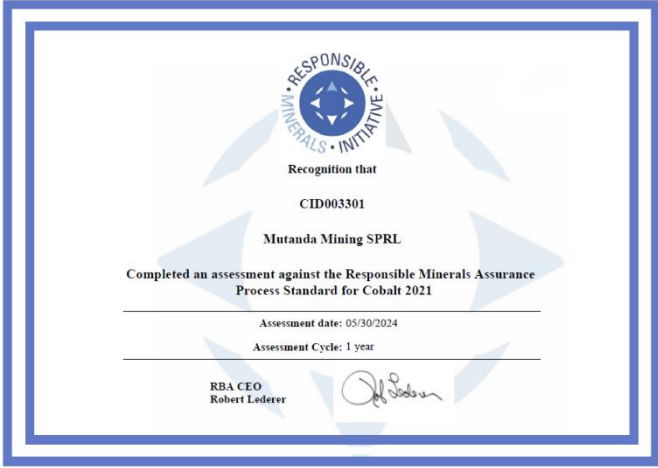 RESPONSIBLE
MINERALS • INITIATIVE •
Recognition that
CID003301
Mutanda Mining SPRL
Completed an assessment against the Responsible Minerals Assurance
Process Standard for Cobalt 2021
Assessment date: 05/30/2024
Assessment Cycle: 1 year
RBA CEO
Robert Lederer